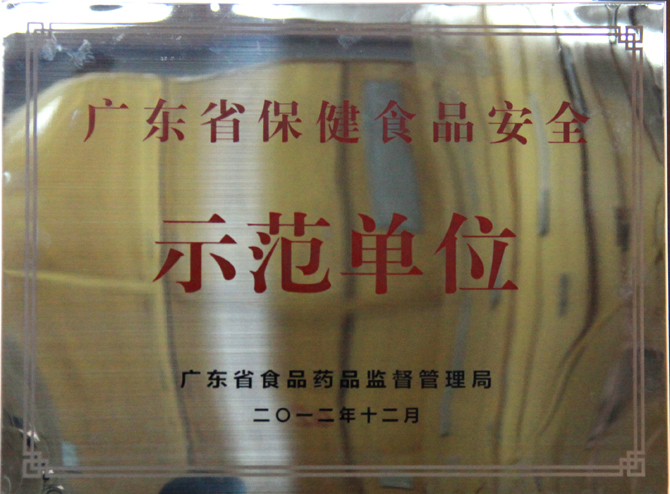 广东省保健食品安全
示范单位
广东省食品药品监督管理局
二〇一二年十二月